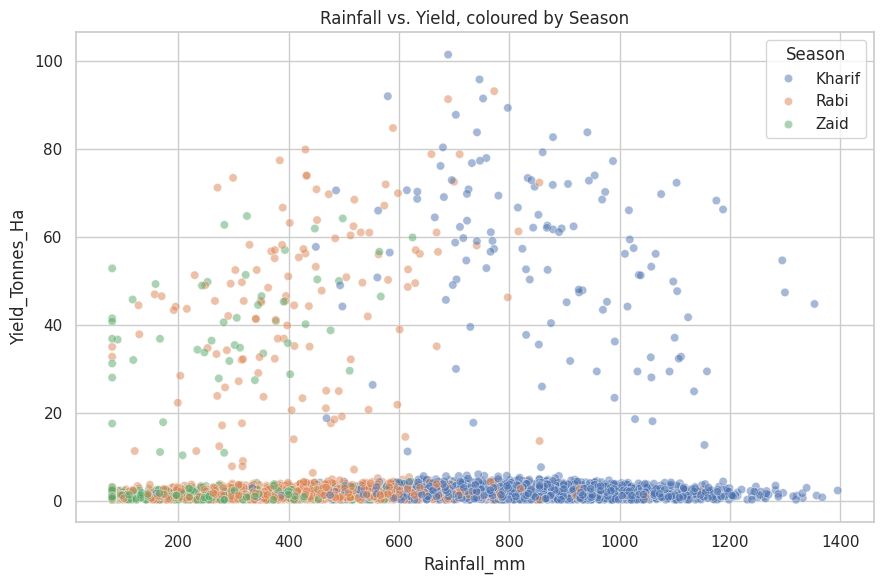 Rainfall vs. Yield, coloured by Season
Season
Kharif
Rabi
Zaid
Yield_Tonnes_Ha
100
80
60
40
20
0
200 400 600 800 1000 1200 1400
Rainfall_mm